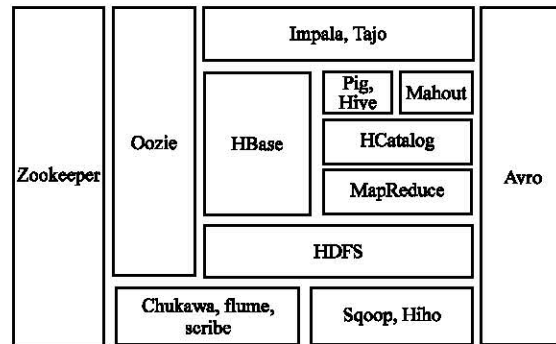 Impala, Tajo
Zookeeper
Oozie
HBase
Pig,
Hive
Mahout
HCatalog
MapReduce
Avro
HDFS
Chukawa, flume,
scribe
Sqoop, Hiho